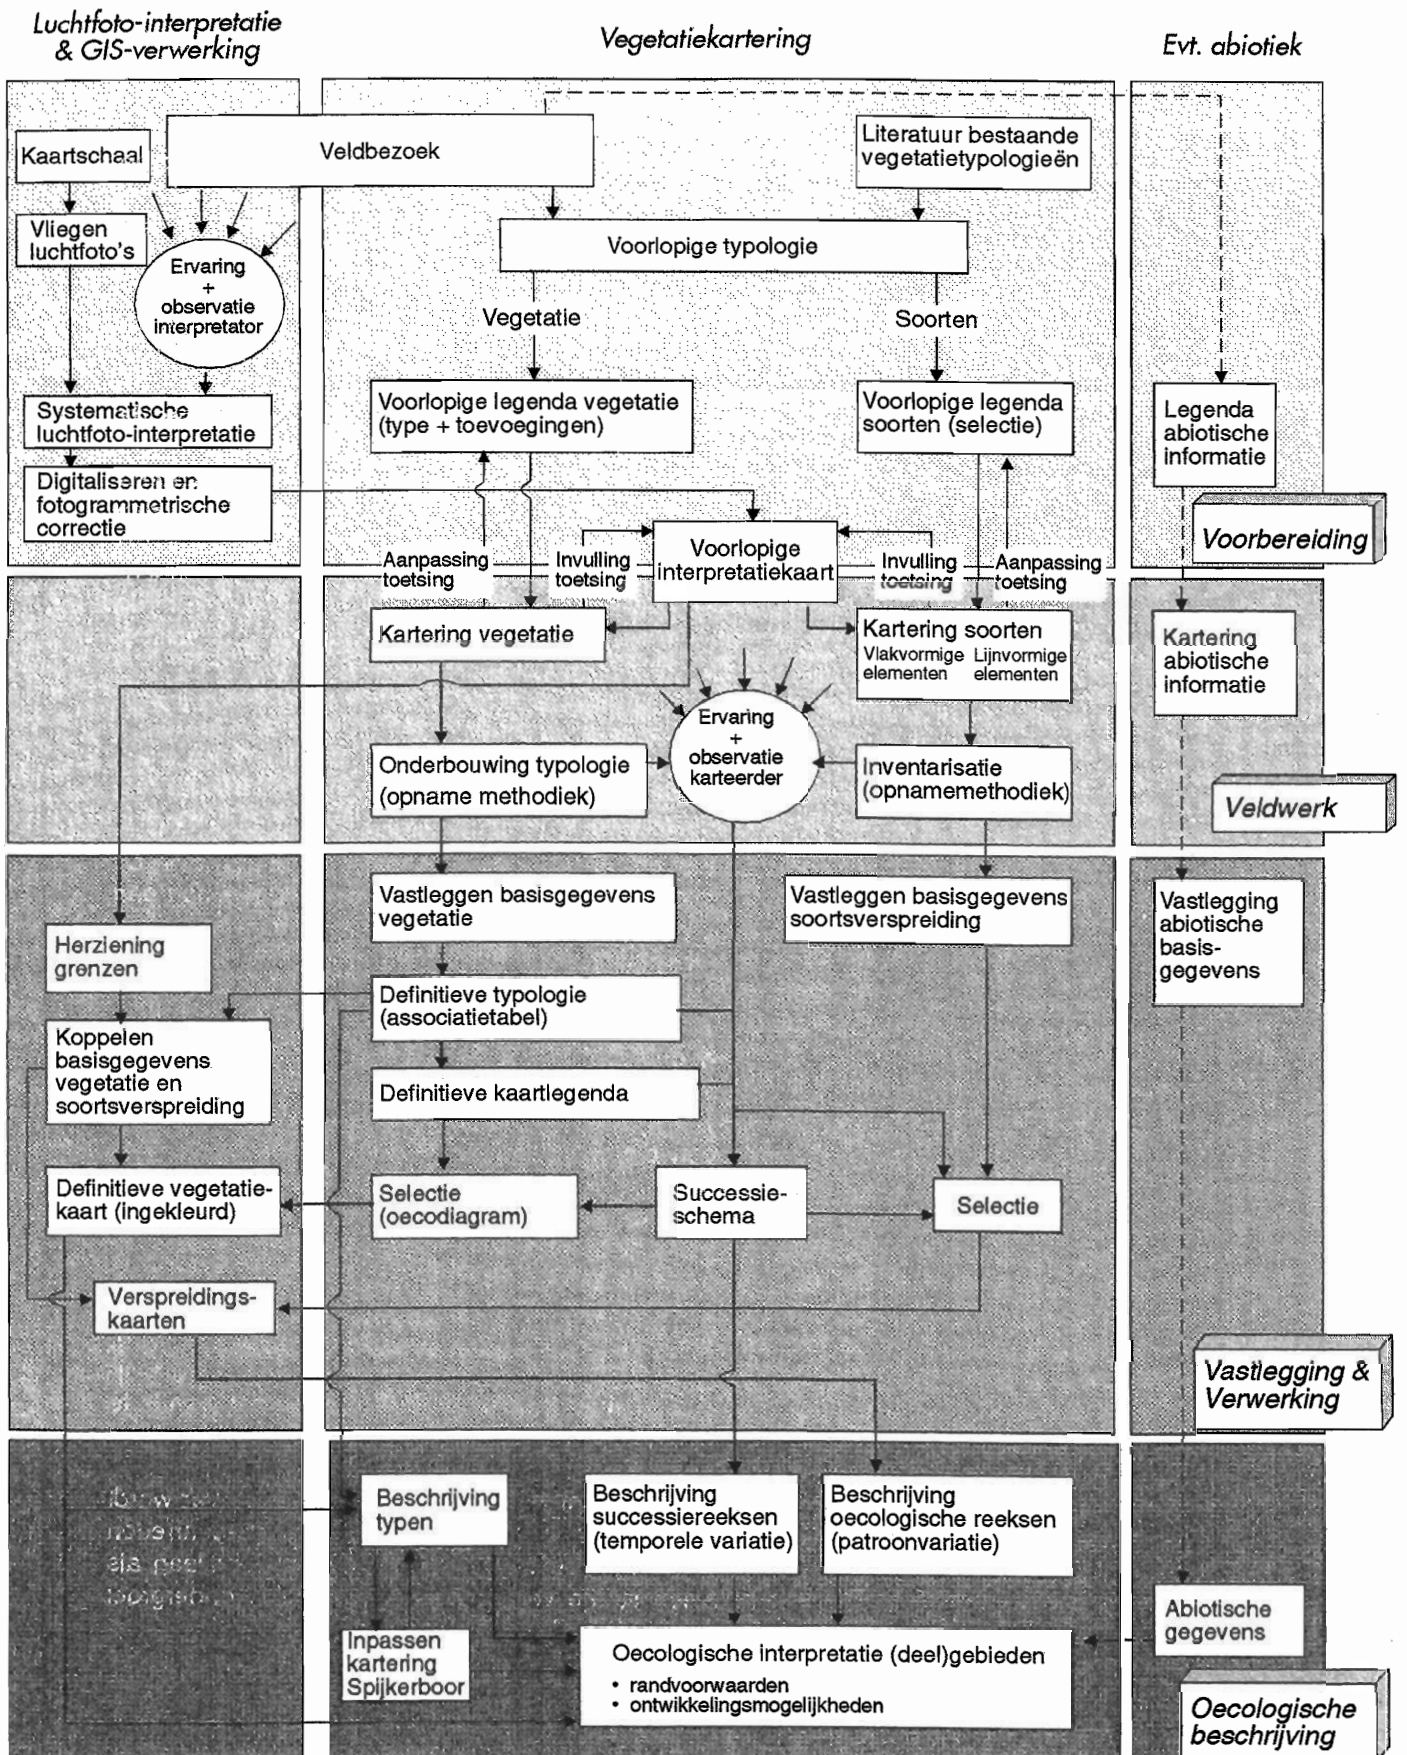 Luchtfoto-interpretatie
& GIS-verwerking
Vegetatiekartering
Evt. abiotiek
Kaartschaal
Veldbezoek
Literatuur bestaande
vegetatietypologieën
Vliegen
luchtfoto's
Ervaring
+
observatie
interpretator
Voorlopige typologie
Vegetatie
Soorten
Systematische
luchtfoto-interpretatie
Voorlopige legenda vegetatie
(type + toevoegingen)
Voorlopige legenda
soorten (selectie)
Legenda
abiotische
informatie
Digitaliseren en
fotogrammetrische
correctie
Voorbereiding
Aanpassing
toetsing
Invulling
toetsing
Voorlopige
interpretatiekaart
Invulling
toetsing
Aanpassing
toetsing
Kartering vegetatie
Kartering soorten
Vlakvormige
elementen
Lijnvormige
elementen
Kartering
abiotische
informatie
Ervaring
+
observatie
karteerder
Onderbouwing typologie
(opname methodiek)
Inventarisatie
(opnamemethodiek)
Veldwerk
Vastleggen basisgegevens
vegetatie
Vastleggen basisgegevens
soortsverspreiding
Vastlegging
abiotische
basis-
gegevens
Herziening
grenzen
Definitieve typologie
(associatietabel)
Koppelen
basisgegevens
vegetatie en
soortsverspreiding
Definitieve kaartlegenda
Definitieve vegetatie-
kaart (ingekleurd)
Selectie
(oecodiagram)
Successie-
schema
Selectie
Verspreidings-
kaarten
Vastlegging &
Verwerking
Beschrijving
typen
Beschrijving
successiereeksen
(temporele variatie)
Beschrijving
oecologische reeksen
(patroonvariatie)
Abiotische
gegevens
Inpassen
kartering
Spijkerboor
Oecologische interpretatie (deel)gebieden
• randvoorwaarden
• ontwikkelingsmogelijkheden
Oecologische
beschrijving